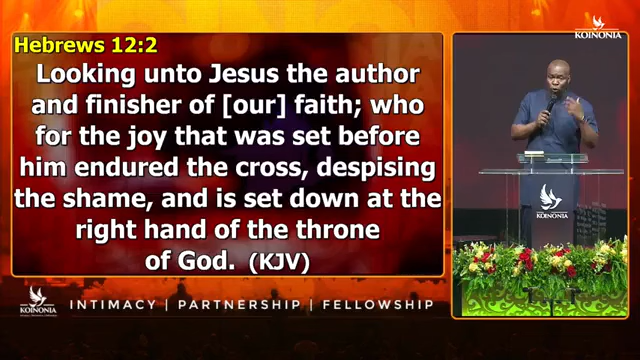 Hebrews 12:2
Looking unto Jesus the author
and finisher of [our] faith; who
for the joy that was set before
him endured the cross, despising
the shame, and is set down at the
right hand of the throne
of God. (KJV)
KOINONIA
KOINONIA
KOINONIA
INTIMACY | PARTNERSHIP | FELLOWSHIP